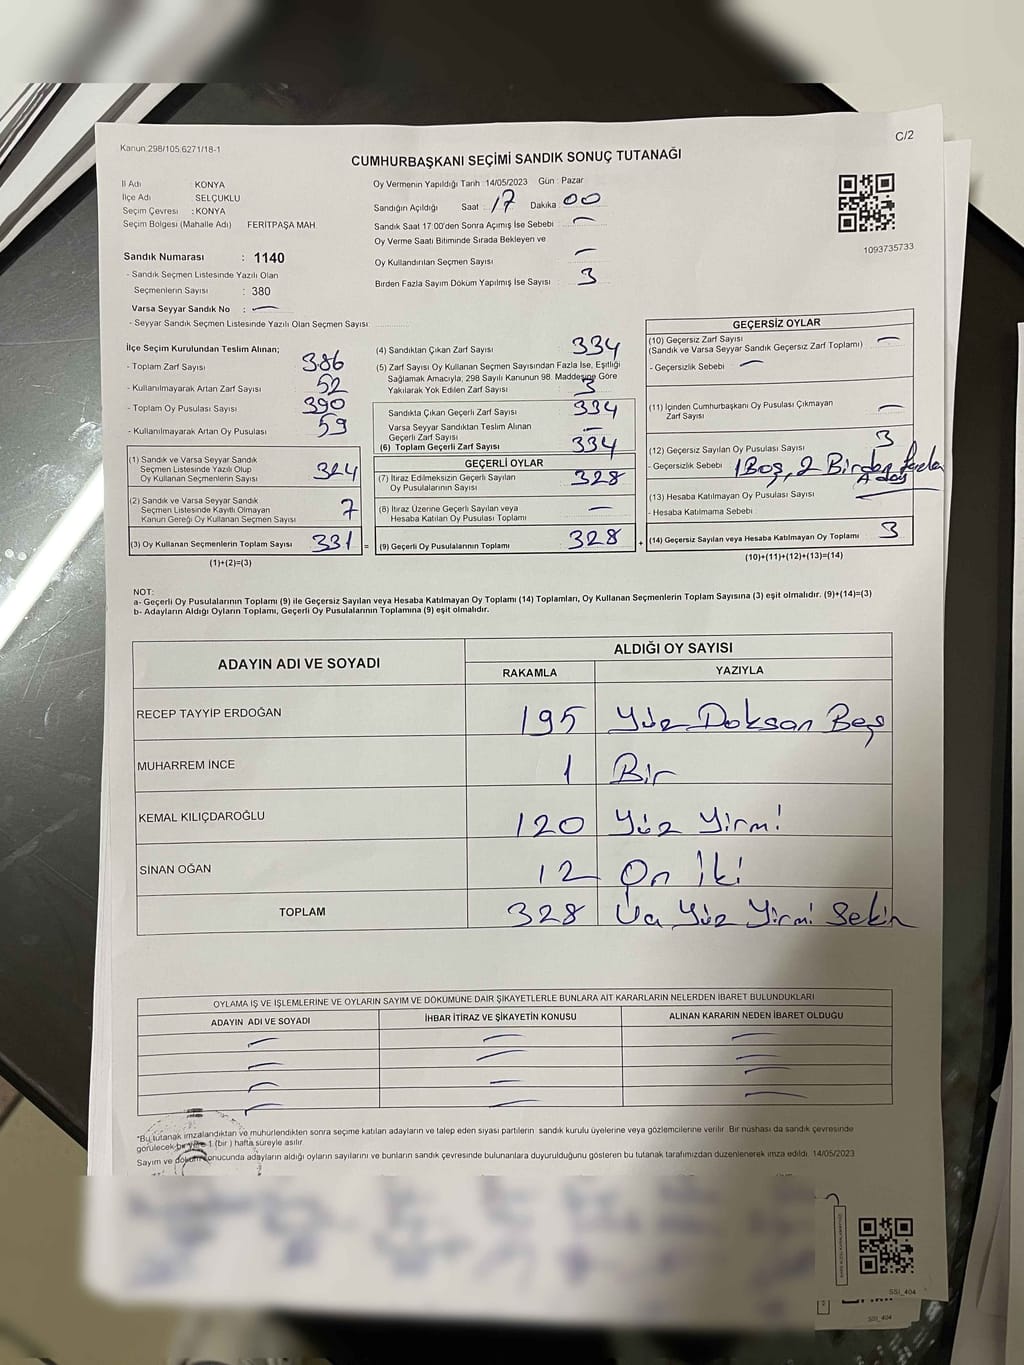 C/2
Kanun.298/105,6271/18-1
CUMHURBAŞKANI SEÇİMİ SANDIK SONUÇ TUTANAĞI
İl Adı KONYA
İlçe Adı SELÇUKLU
Seçim Çevresi : KONYA
Seçim Bölgesi (Mahalle Adı) FERİTPAŞA MAH
Sandık Numarası : 1140
- Sandık Seçmen Listesinde Yazılı Olan
Seçmenlerin Sayısı : 380
Varsa Seyyar Sandık No : —
- Seyyar Sandık Seçmen Listesinde Yazılı Olan Seçmen Sayısı
Oy Vermenin Yapıldığı Tarih :14/05/2023 Gün : Pazar
Sandığın Açıldığı Saat : 17 Dakika : 00
Sandık Saat 17:00'den Sonra Açımış İse Sebebi : —
Oy Verme Saati Bitiminde Sırada Bekleyen ve
Oy Kullandırılan Seçmen Sayısı —
Birden Fazla Sayım Döküm Yapılmış İse Sayısı : 3
1093735733
İlçe Seçim Kurulundan Teslim Alınan;
- Toplam Zarf Sayısı 386
- Kullanılmayarak Artan Zarf Sayısı 52
- Toplam Oy Pusulası Sayısı 390
- Kullanılmayarak Artan Oy Pusulası 59
(1) Sandık ve Varsa Seyyar Sandık
Seçmen Listesinde Yazılı Olup
Oy Kullanan Seçmenlerin Sayısı 324
(2) Sandık ve Varsa Seyyar Sandık
Seçmen Listesinde Kayıtlı Olmayan
Kanun Gereği Oy Kullanan Seçmen Sayısı 7
(3) Oy Kullanan Seçmenlerin Toplam Sayısı 331 =
(1)+(2)=(3)
(4) Sandıktan Çıkan Zarf Sayısı 334
(5) Zarf Sayısı Oy Kullanan Seçmen Sayısından Fazla İse, Eşitliği
Sağlamak Amacıyla, 298 Sayılı Kanunun 98. Maddesine Göre
Yakılarak Yok Edilen Zarf Sayısı 3
Sandıkta Çıkan Geçerli Zarf Sayısı 334
Varsa Seyyar Sandıktan Teslim Alınan
Geçerli Zarf Sayısı —
(6) Toplam Geçerli Zarf Sayısı 334
GEÇERLİ OYLAR
(7) İtiraz Edilmeksizin Geçerli Sayılan
Oy Pusulalarının Sayısı 328
(8) İtiraz Üzerine Geçerli Sayılan veya
Hesaba Katılan Oy Pusulası Toplamı —
(9) Geçerli Oy Pusulalarının Toplamı 328 +
GEÇERSİZ OYLAR
(10) Geçersiz Zarf Sayısı —
(Sandık ve Varsa Seyyar Sandık Geçersiz Zarf Toplamı)
- Geçersizlik Sebebi —
(11) İçinden Cumhurbaşkanı Oy Pusulası Çıkmayan
Zarf Sayısı —
(12) Geçersiz Sayılan Oy Pusulası Sayısı 3
- Geçersizlik Sebebi 1 Boş, 2 Birden fazla
Aday
(13) Hesaba Katılmayan Oy Pusulası Sayısı
- Hesaba Katılmama Sebebi
(14) Geçersiz Sayılan veya Hesaba Katılmayan Oy Toplamı 3
(10)+(11)+(12)+(13)=(14)
NOT:
a- Geçerli Oy Pusulalarının Toplamı (9) ile Geçersiz Sayılan veya Hesaba Katılmayan Oy Toplamı (14) Toplamları, Oy Kullanan Seçmenlerin Toplam Sayısına (3) eşit olmalıdır. (9)+(14)=(3)
b- Adayların Aldığı Oyların Toplamı, Geçerli Oy Pusulalarının Toplamına (9) eşit olmalıdır.
ADAYIN ADI VE SOYADI ALDIĞI OY SAYISI
RAKAMLA YAZIYLA
RECEP TAYYİP ERDOĞAN 195 Yüz Doksan Beş
MUHARREM İNCE 1 Bir
KEMAL KILIÇDAROĞLU 120 Yüz Yirmi
SİNAN OĞAN 12 On İki
TOPLAM 328 Üç Yüz Yirmi Sekiz
OYLAMA İŞ VE İŞLEMLERİNE VE OYLARIN SAYIM VE DÖKÜMÜNE DAİR ŞİKAYETLERLE BUNLARA AİT KARARLARIN NELERDEN İBARET BULUNDUKLARI
ADAYIN ADI VE SOYADI İHBAR İTİRAZ VE ŞİKAYETİN KONUSU ALINAN KARARIN NEDEN İBARET OLDUĞU
— — —
— — —
— — —
— — —
*Bu tutanak imzalandıktan ve mühürlendikten sonra seçime katılan adayların ve talep eden siyasi partilerin sandık kurulu üyelerine veya gözlemcilerine verilir. Bir nüshası da sandık çevresinde
görülecek bir yere 1 (bir ) hafta süreyle asılır.
Sayım ve döküm sonucunda adayların aldığı oyların sayılarını ve bunların sandık çevresinde bulunanlara duyurulduğunu gösteren bu tutanak tarafımızdan düzenlenerek imza edildi. 14/05/2023
SSİ_404
SSİ_404